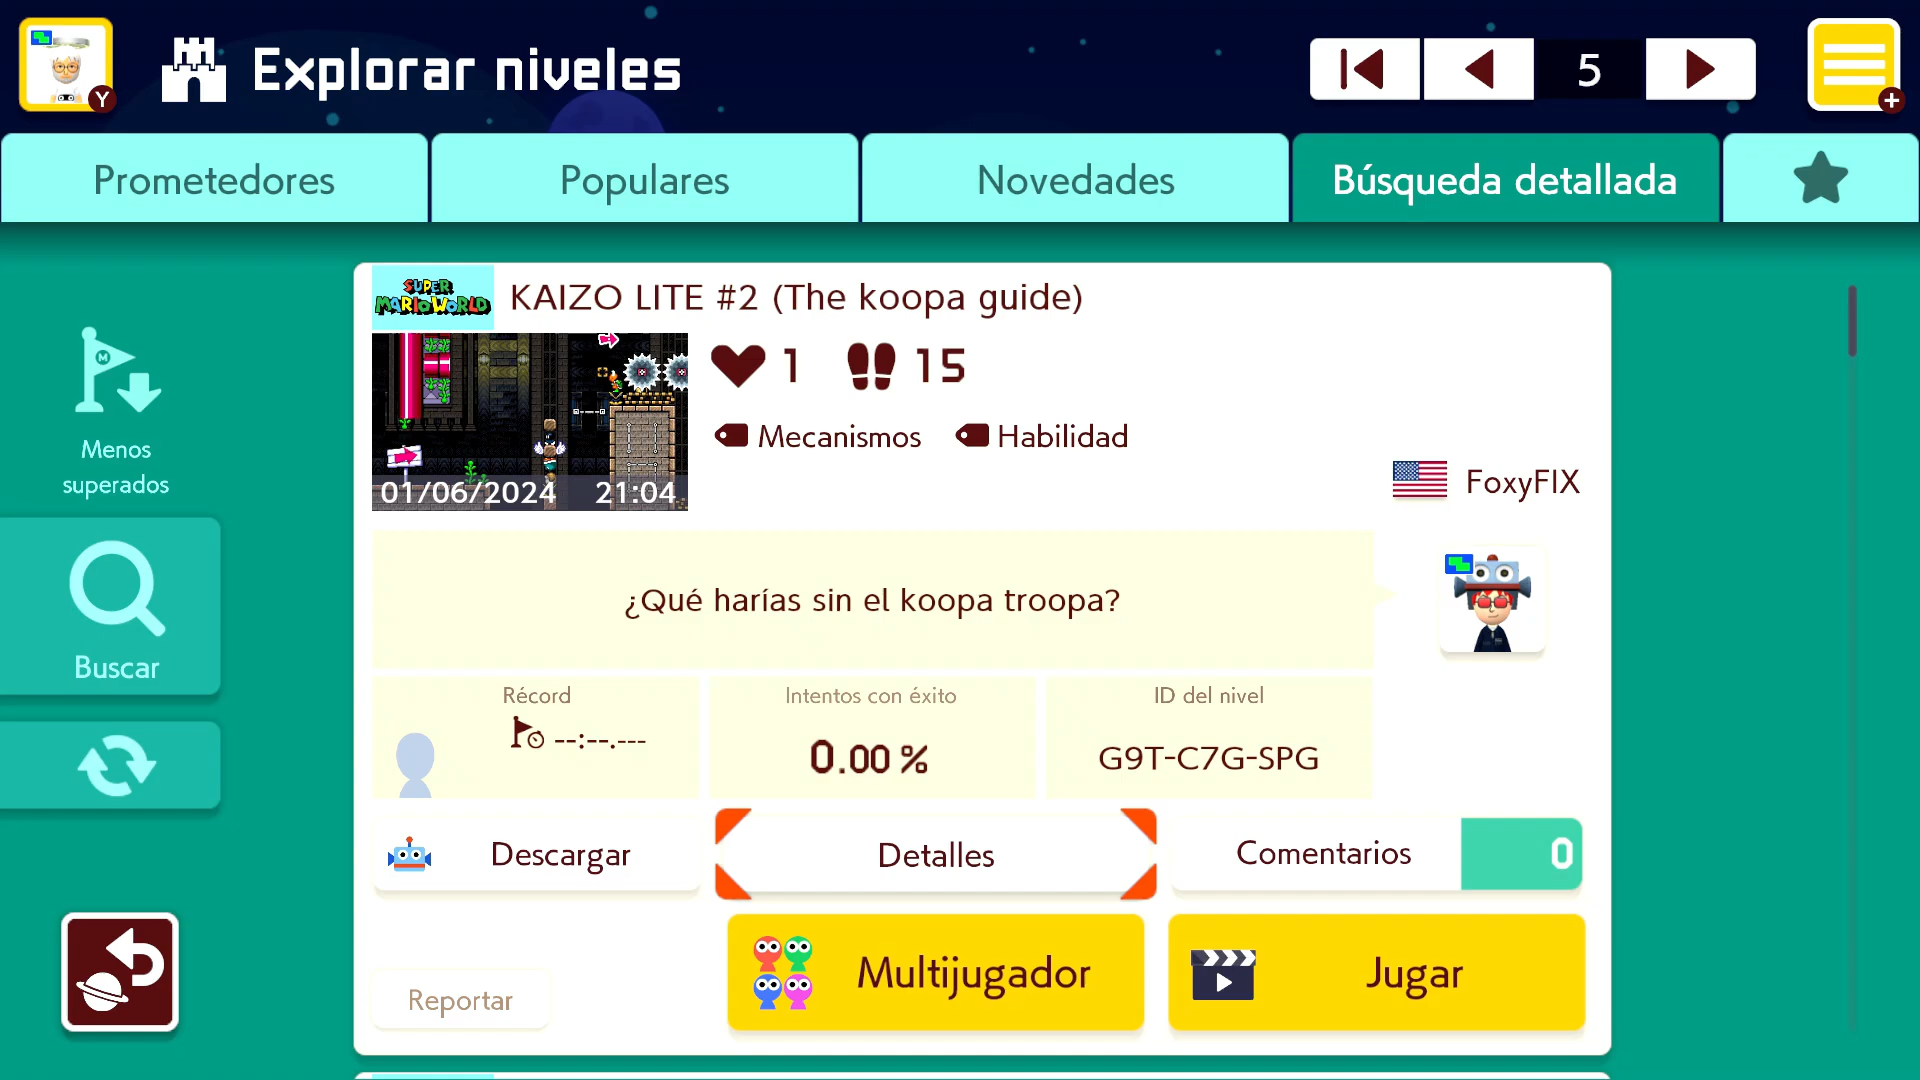 Y
Explorar niveles
5
+
Prometedores
Populares
Novedades
Búsqueda detallada
SUPER MARIO WORLD
KAIZO LITE #2 (The koopa guide)
1
15
M
Menos
superados
Mecanismos
Habilidad
01/06/2024 21:04
FoxyFIX
¿Qué harías sin el koopa troopa?
Buscar
Récord
--:--.---
Intentos con éxito
0.00 %
ID del nivel
G9T-C7G-SPG
Descargar
Detalles
Comentarios
0
Reportar
Multijugador
Jugar